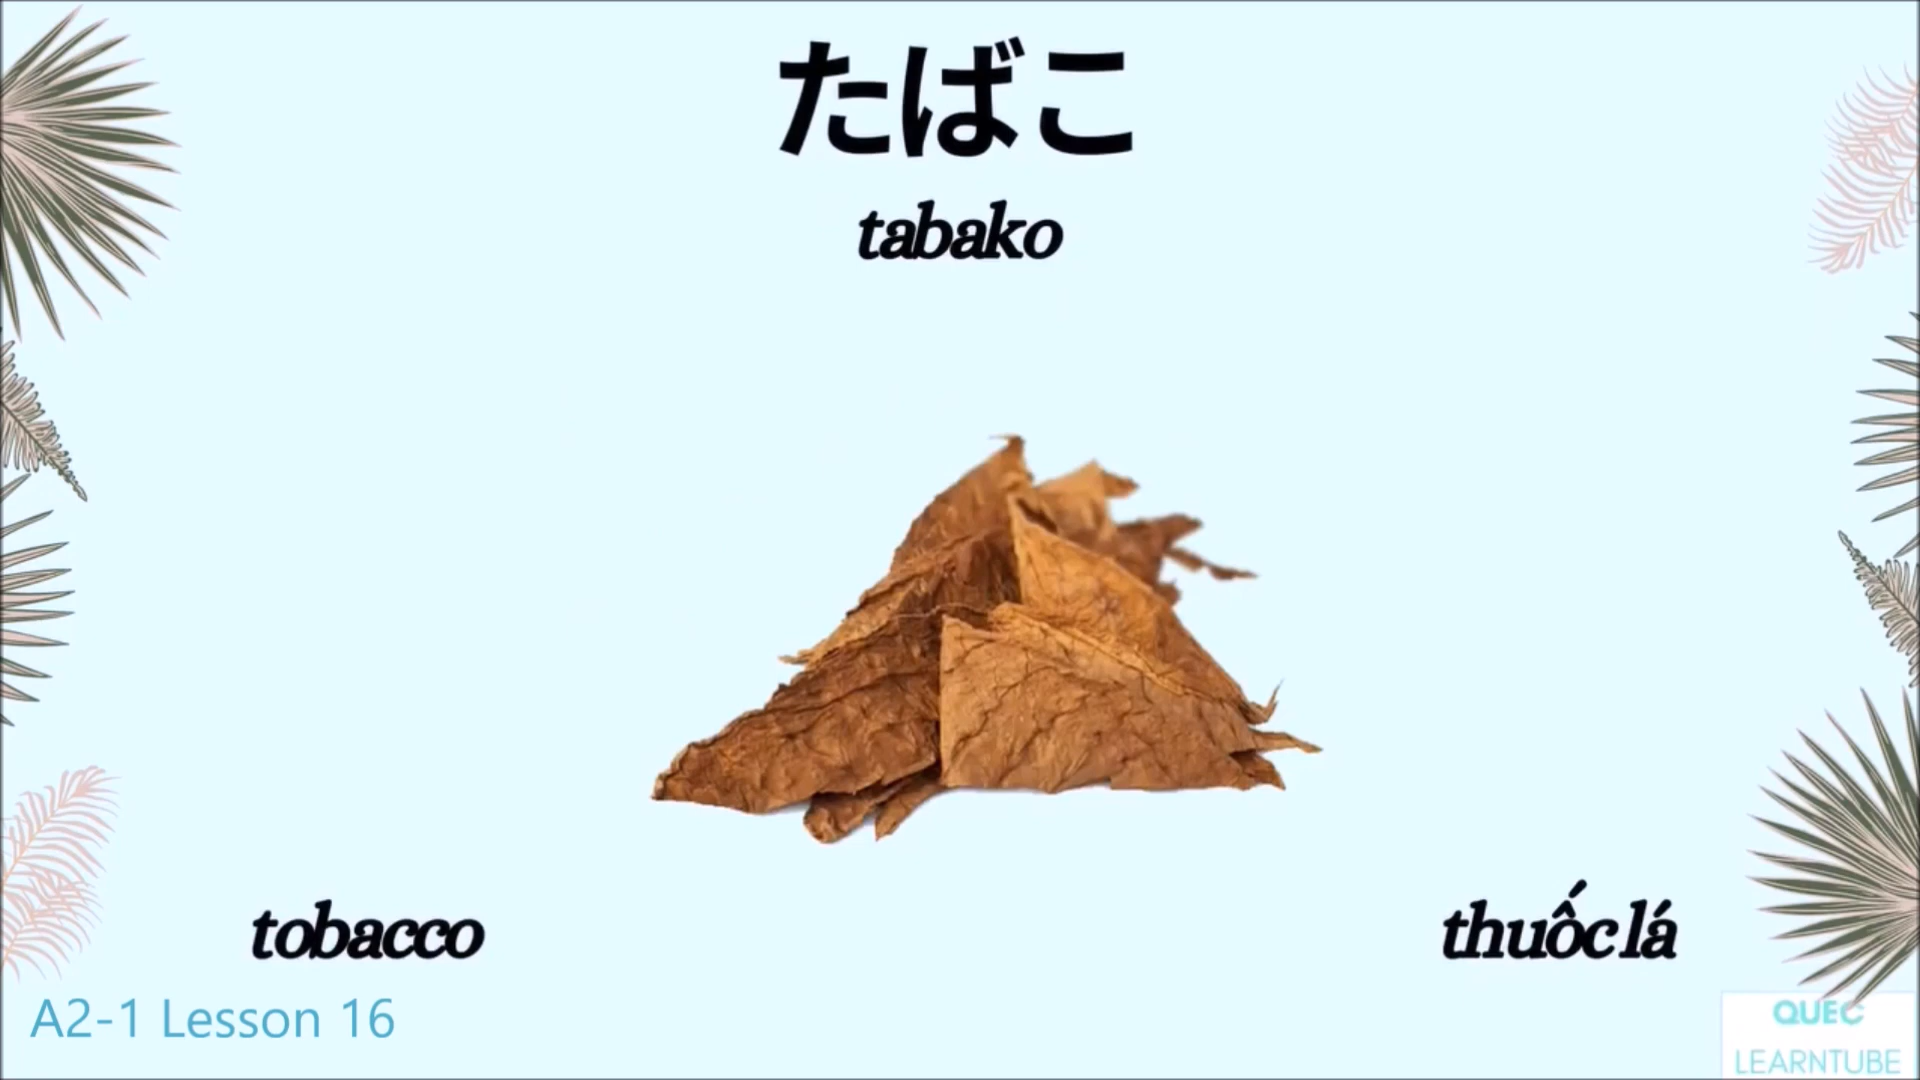 たばこ
tabako
tobacco
thuốc lá
A2-1 Lesson 16
QUEC
LEARNTUBE